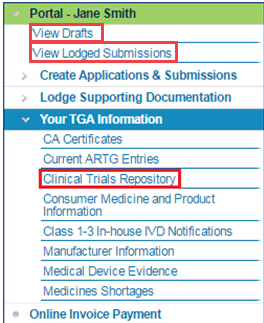 Portal - Jane Smith
View Drafts
View Lodged Submissions
Create Applications & Submissions
Lodge Supporting Documentation
Your TGA Information
CA Certificates
Current ARTG Entries
Clinical Trials Repository
Consumer Medicine and Product
Information
Class 1-3 In-house IVD Notifications
Manufacturer Information
Medical Device Evidence
Medicines Shortages
Online Invoice Payment